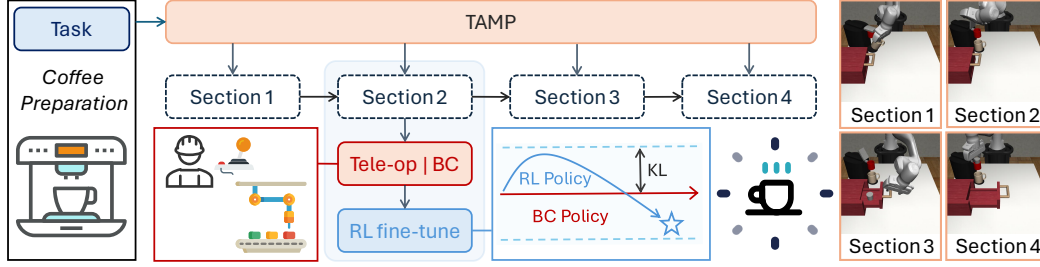 Task
Coffee
Preparation
TAMP
Section 1
Section 2
Section 3
Section 4
Tele-op | BC
RL fine-tune
RL Policy
KL
BC Policy
Section 1
Section 2
Section 3
Section 4